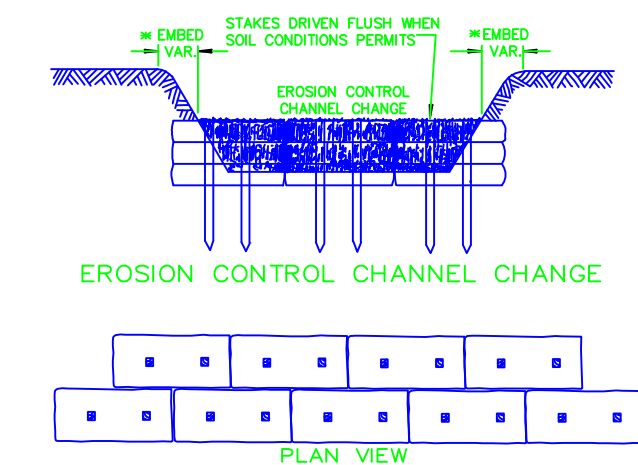 STAKES DRIVEN FLUSH WHEN
SOIL CONDITIONS PERMITS
* EMBED
VAR.
* EMBED
VAR.
EROSION CONTROL
CHANNEL CHANGE
EROSION CONTROL CHANNEL CHANGE
PLAN VIEW